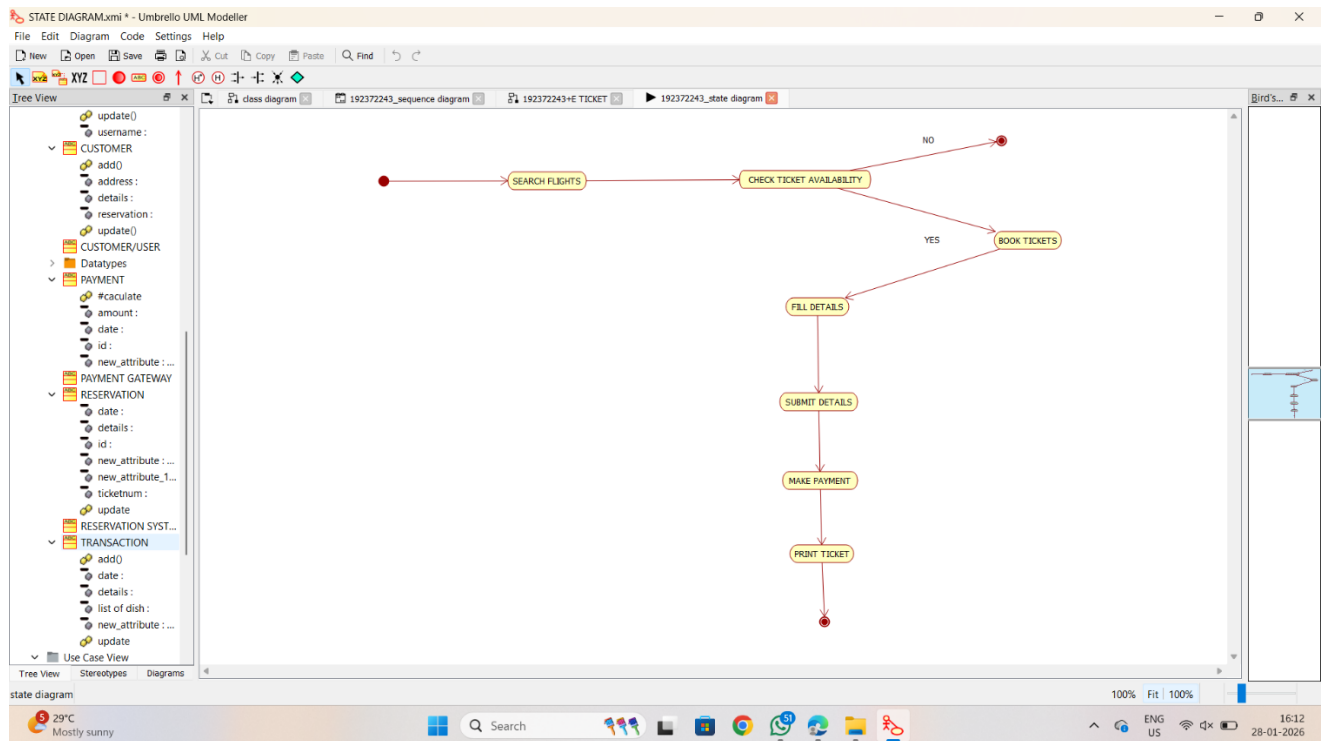 STATE DIAGRAM.xmi * - Umbrello UML Modeller
File Edit Diagram Code Settings Help
New Open Save Cut Copy Paste Find
XYZ XYZ ABC H H
Tree View
class diagram 192372243_sequence diagram 192372243+E TICKET 192372243_state diagram
Bird's...
update()
username :
CUSTOMER
add()
address :
details :
reservation :
update()
CUSTOMER/USER
Datatypes
PAYMENT
#caculate
amount :
date :
id :
new_attribute : ...
PAYMENT GATEWAY
RESERVATION
date :
details :
id :
new_attribute : ...
new_attribute_1...
ticketnum :
update
RESERVATION SYST...
TRANSACTION
add()
date :
details :
list of dish :
new_attribute : ...
update
Use Case View
Tree View Stereotypes Diagrams
NO
SEARCH FLIGHTS
CHECK TICKET AVAILABILITY
YES
BOOK TICKETS
FILL DETAILS
SUBMIT DETAILS
MAKE PAYMENT
PRINT TICKET
state diagram
100% Fit 100%
5
29°C
Mostly sunny
Search
51
ENG
US
16:12
28-01-2026